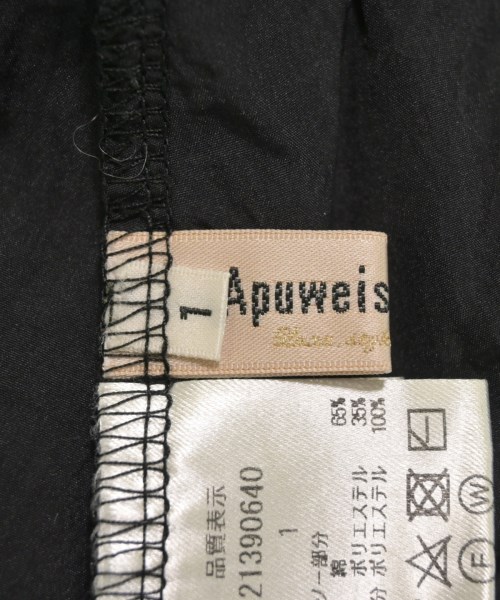 1
Apuweis
品質表示
21390640
1
ソー部分
綿 65%
ポリエステル 35%
ポリエステル 100%
W
F